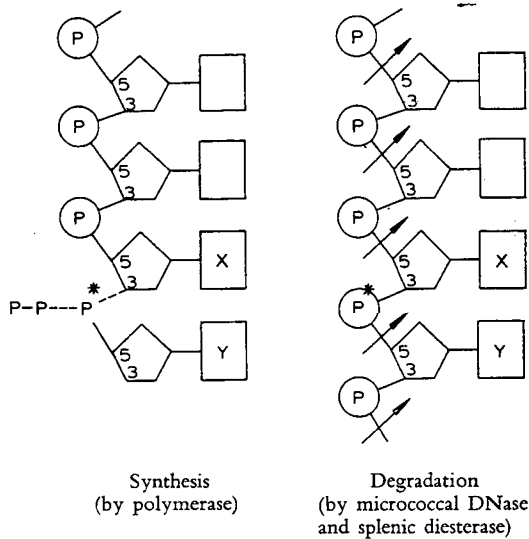 P
5
3
P
5
3
P
5
3
X
*
P-P---P
5
3
Y
Synthesis
(by polymerase)
P
5
3
P
5
3
P
5
3
X
*
P
5
3
Y
P
Degradation
(by micrococcal DNase
and splenic diesterase)